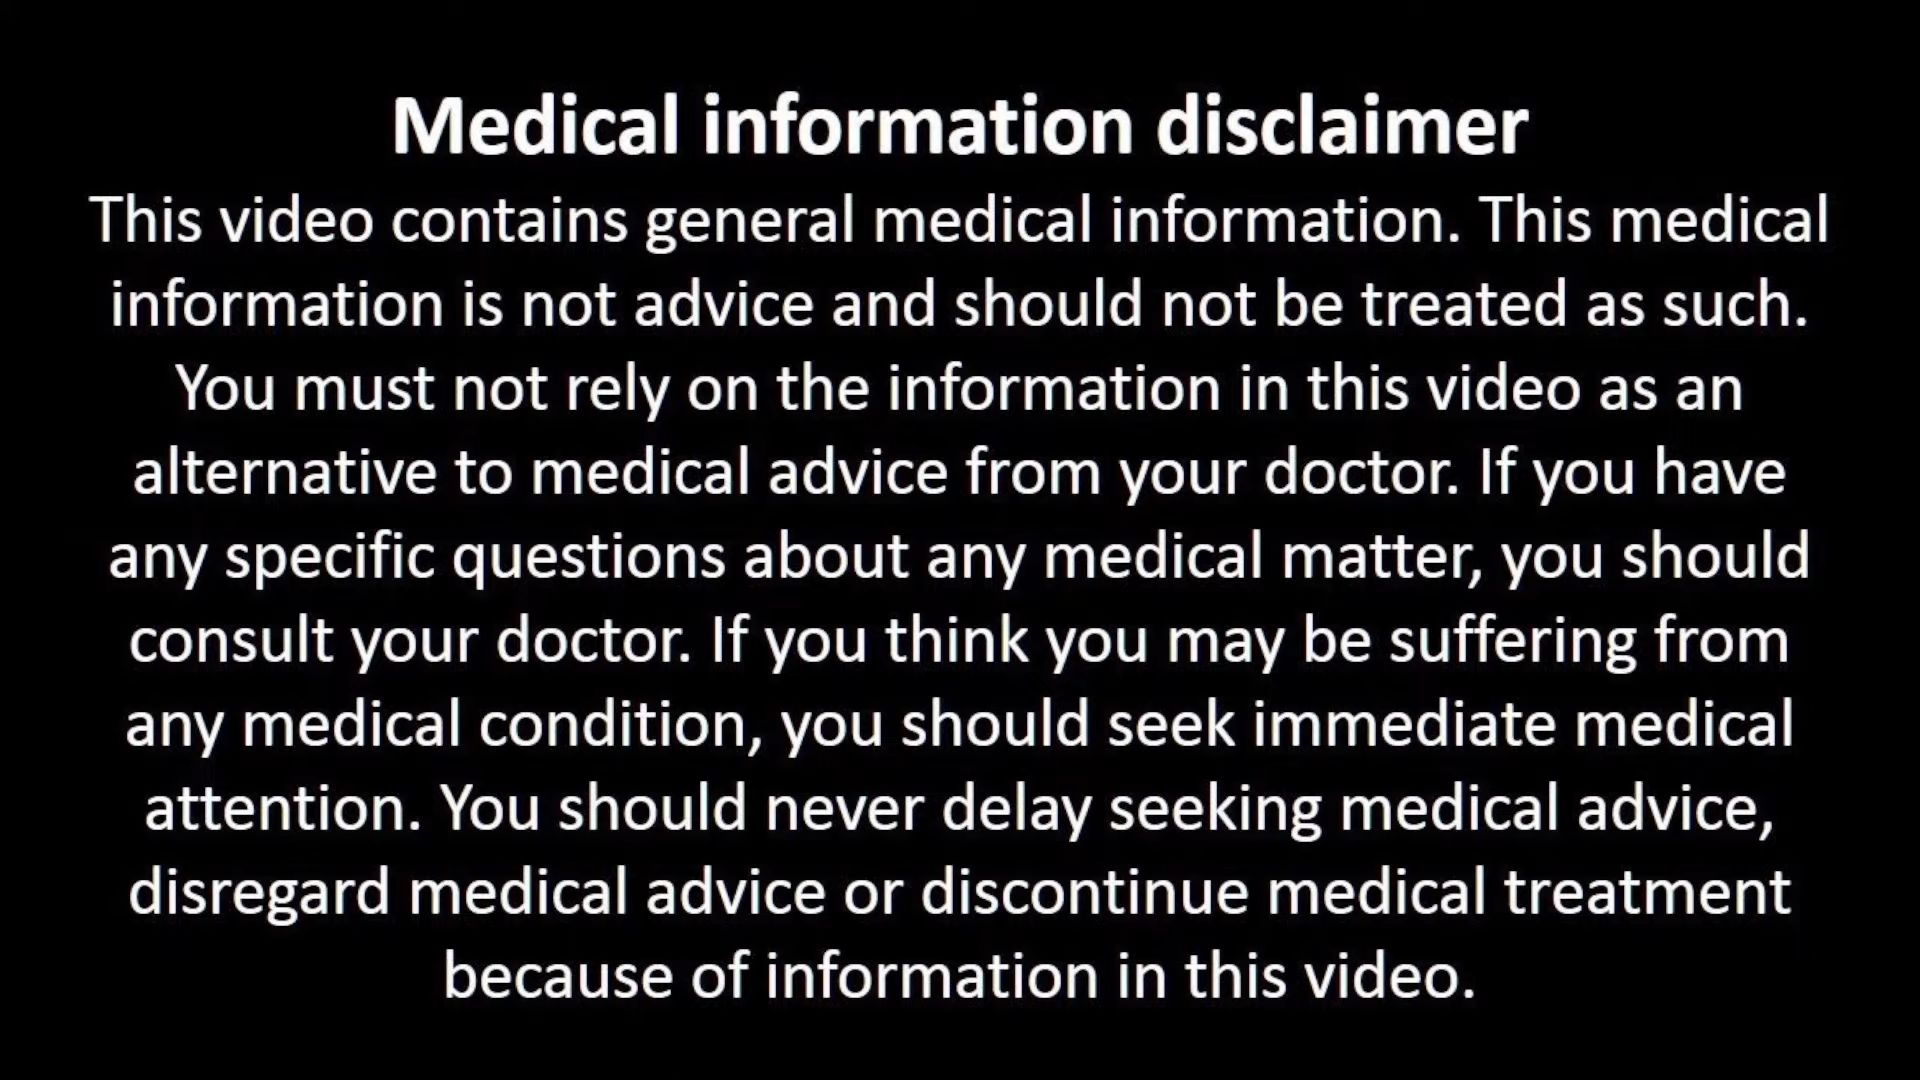 Medical information disclaimer
This video contains general medical information. This medical
information is not advice and should not be treated as such.
You must not rely on the information in this video as an
alternative to medical advice from your doctor. If you have
any specific questions about any medical matter, you should
consult your doctor. If you think you may be suffering from
any medical condition, you should seek immediate medical
attention. You should never delay seeking medical advice,
disregard medical advice or discontinue medical treatment
because of information in this video.